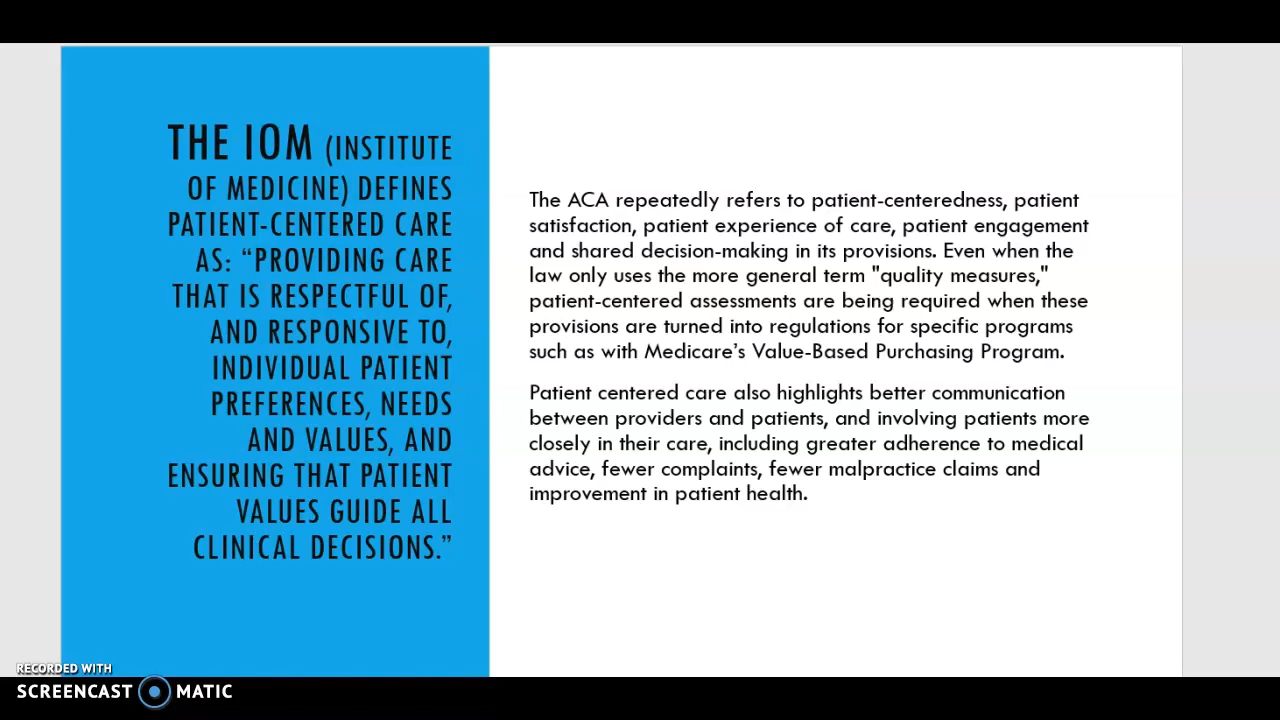 THE IOM (INSTITUTE
OF MEDICINE) DEFINES
PATIENT-CENTERED CARE
AS: “PROVIDING CARE
THAT IS RESPECTFUL OF,
AND RESPONSIVE TO,
INDIVIDUAL PATIENT
PREFERENCES, NEEDS
AND VALUES, AND
ENSURING THAT PATIENT
VALUES GUIDE ALL
CLINICAL DECISIONS.”
The ACA repeatedly refers to patient-centeredness, patient
satisfaction, patient experience of care, patient engagement
and shared decision-making in its provisions. Even when the
law only uses the more general term "quality measures,"
patient-centered assessments are being required when these
provisions are turned into regulations for specific programs
such as with Medicare’s Value-Based Purchasing Program.
Patient centered care also highlights better communication
between providers and patients, and involving patients more
closely in their care, including greater adherence to medical
advice, fewer complaints, fewer malpractice claims and
improvement in patient health.
RECORDED WITH
SCREENCAST MATIC